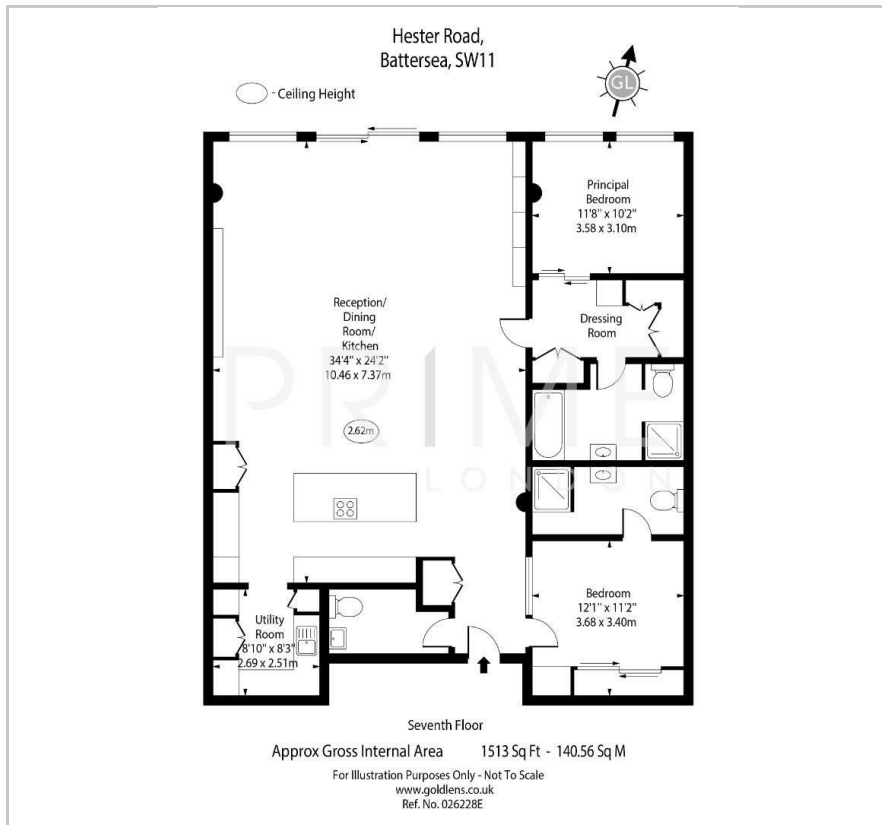 Hester Road,
Battersea, SW11
- Ceiling Height
GL
Principal
Bedroom
11'8" x 10'2"
3.58 x 3.10m
Reception/
Dining
Room/
Kitchen
34'4" x 24'2"
10.46 x 7.37m
Dressing
Room
PRIME
LONDON
2.62m
Bedroom
12'1" x 11'2"
3.68 x 3.40m
Utility
Room
8'10" x 8'3"
2.69 x 2.51m
Seventh Floor
Approx Gross Internal Area 1513 Sq Ft - 140.56 Sq M
For Illustration Purposes Only - Not To Scale
www.goldlens.co.uk
Ref. No. 026228E